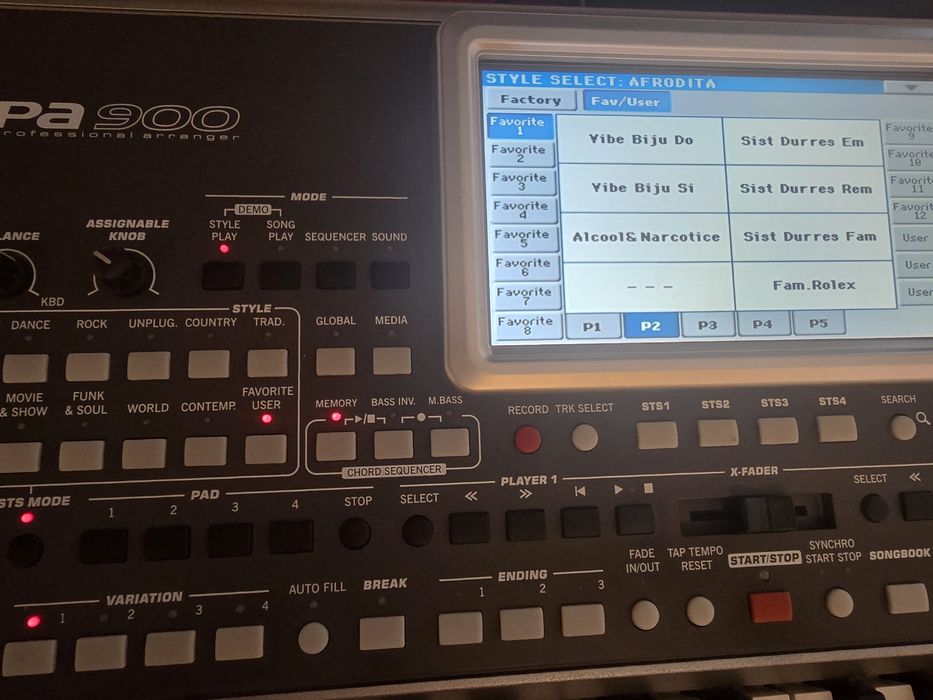 STYLE SELECT: AFRODITA
Factory Fav/User
Favorite 1
Favorite 2
Favorite 3
Favorite 4
Favorite 5
Favorite 6
Favorite 7
Favorite 8
Vibe Biju Do
Sist Durres Em
Vibe Biju Si
Sist Durres Rem
Alcool& Narcotice
Sist Durres Fam
- - -
Fam.Rolex
Favorite 9
Favorite 10
Favorit 11
Favorit 12
User
User
User
P1 P2 P3 P4 P5
Pa 900
rofessional arranger
MODE
DEMO
STYLE PLAY
SONG PLAY
SEQUENCER
SOUND
LANCE
ASSIGNABLE KNOB
KBD
STYLE
DANCE ROCK UNPLUG. COUNTRY TRAD.
GLOBAL MEDIA
MOVIE & SHOW
FUNK & SOUL
WORLD
CONTEMP.
FAVORITE USER
MEMORY BASS INV. M.BASS
CHORD SEQUENCER
RECORD TRK SELECT STS1 STS2 STS3 STS4 SEARCH
STS MODE
PAD
1 2 3 4
STOP
PLAYER 1
SELECT
X-FADER
SELECT
VARIATION
1 2 3 4
AUTO FILL
BREAK
ENDING
1 2 3
FADE IN/OUT
TAP TEMPO RESET
START/STOP
SYNCHRO START STOP
SONGBOOK